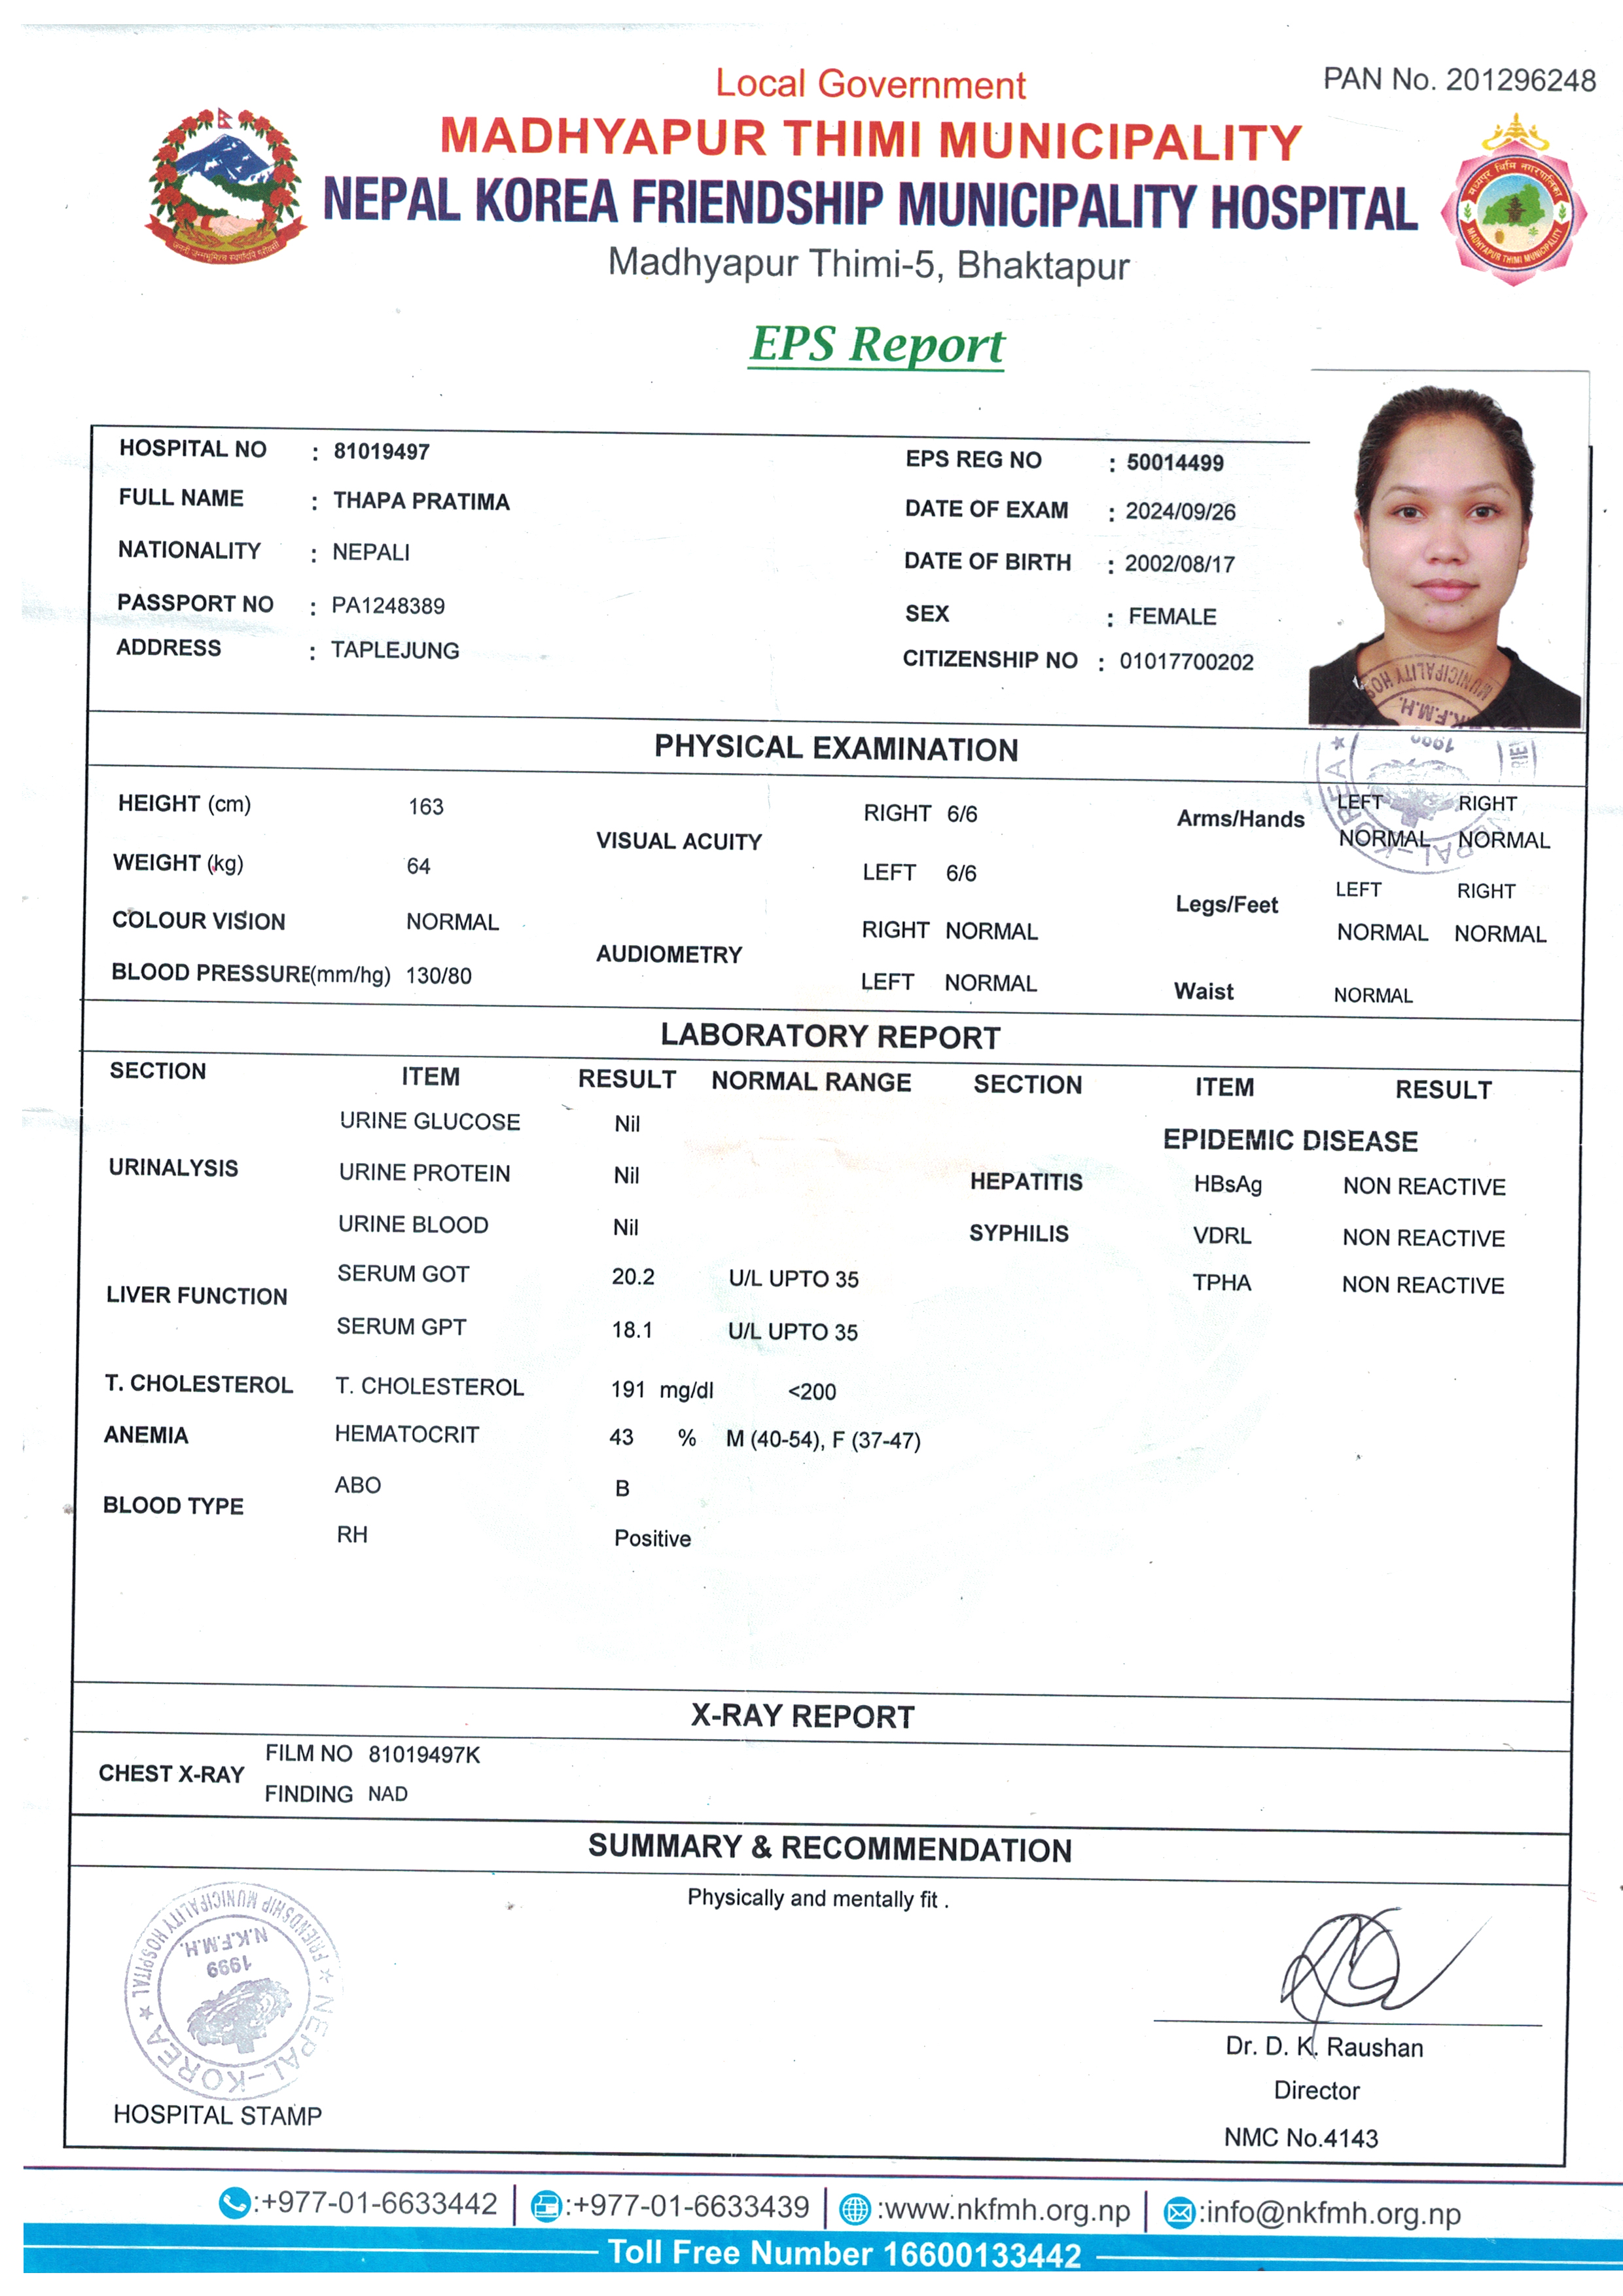 Local Government
PAN No. 201296248
MADHYAPUR THIMI MUNICIPALITY
NEPAL KOREA FRIENDSHIP MUNICIPALITY HOSPITAL
Madhyapur Thimi-5, Bhaktapur
मध्यपुर थिमि नगरपालिका
MADHYAPUR THIMI MUNICIPALITY
EPS Report
HOSPITAL NO : 81019497
EPS REG NO : 50014499
FULL NAME : THAPA PRATIMA
DATE OF EXAM : 2024/09/26
NATIONALITY : NEPALI
DATE OF BIRTH : 2002/08/17
PASSPORT NO : PA1248389
SEX : FEMALE
ADDRESS : TAPLEJUNG
CITIZENSHIP NO : 01017700202
PHYSICAL EXAMINATION
HEIGHT (cm) 163
VISUAL ACUITY RIGHT 6/6
LEFT 6/6
Arms/Hands LEFT RIGHT
NORMAL NORMAL
WEIGHT (kg) 64
Legs/Feet LEFT RIGHT
NORMAL NORMAL
COLOUR VISION NORMAL
AUDIOMETRY RIGHT NORMAL
LEFT NORMAL
BLOOD PRESSURE(mm/hg) 130/80
Waist NORMAL
LABORATORY REPORT
SECTION ITEM RESULT NORMAL RANGE SECTION ITEM RESULT
URINALYSIS URINE GLUCOSE Nil
URINE PROTEIN Nil
URINE BLOOD Nil
EPIDEMIC DISEASE
HEPATITIS HBsAg NON REACTIVE
SYPHILIS VDRL NON REACTIVE
TPHA NON REACTIVE
LIVER FUNCTION SERUM GOT 20.2 U/L UPTO 35
SERUM GPT 18.1 U/L UPTO 35
T. CHOLESTEROL T. CHOLESTEROL 191 mg/dl <200
ANEMIA HEMATOCRIT 43 % M (40-54), F (37-47)
BLOOD TYPE ABO B
RH Positive
X-RAY REPORT
CHEST X-RAY FILM NO 81019497K
FINDING NAD
SUMMARY & RECOMMENDATION
Physically and mentally fit .
NEPAL-KOREA ★ FRIENDSHIP MUNICIPALITY HOSPITAL ★
N.K.F.M.H.
1999
HOSPITAL STAMP
Dr. D. K. Raushan
Director
NMC No.4143
:+977-01-6633442 | :+977-01-6633439 | :www.nkfmh.org.np | :info@nkfmh.org.np
Toll Free Number 16600133442